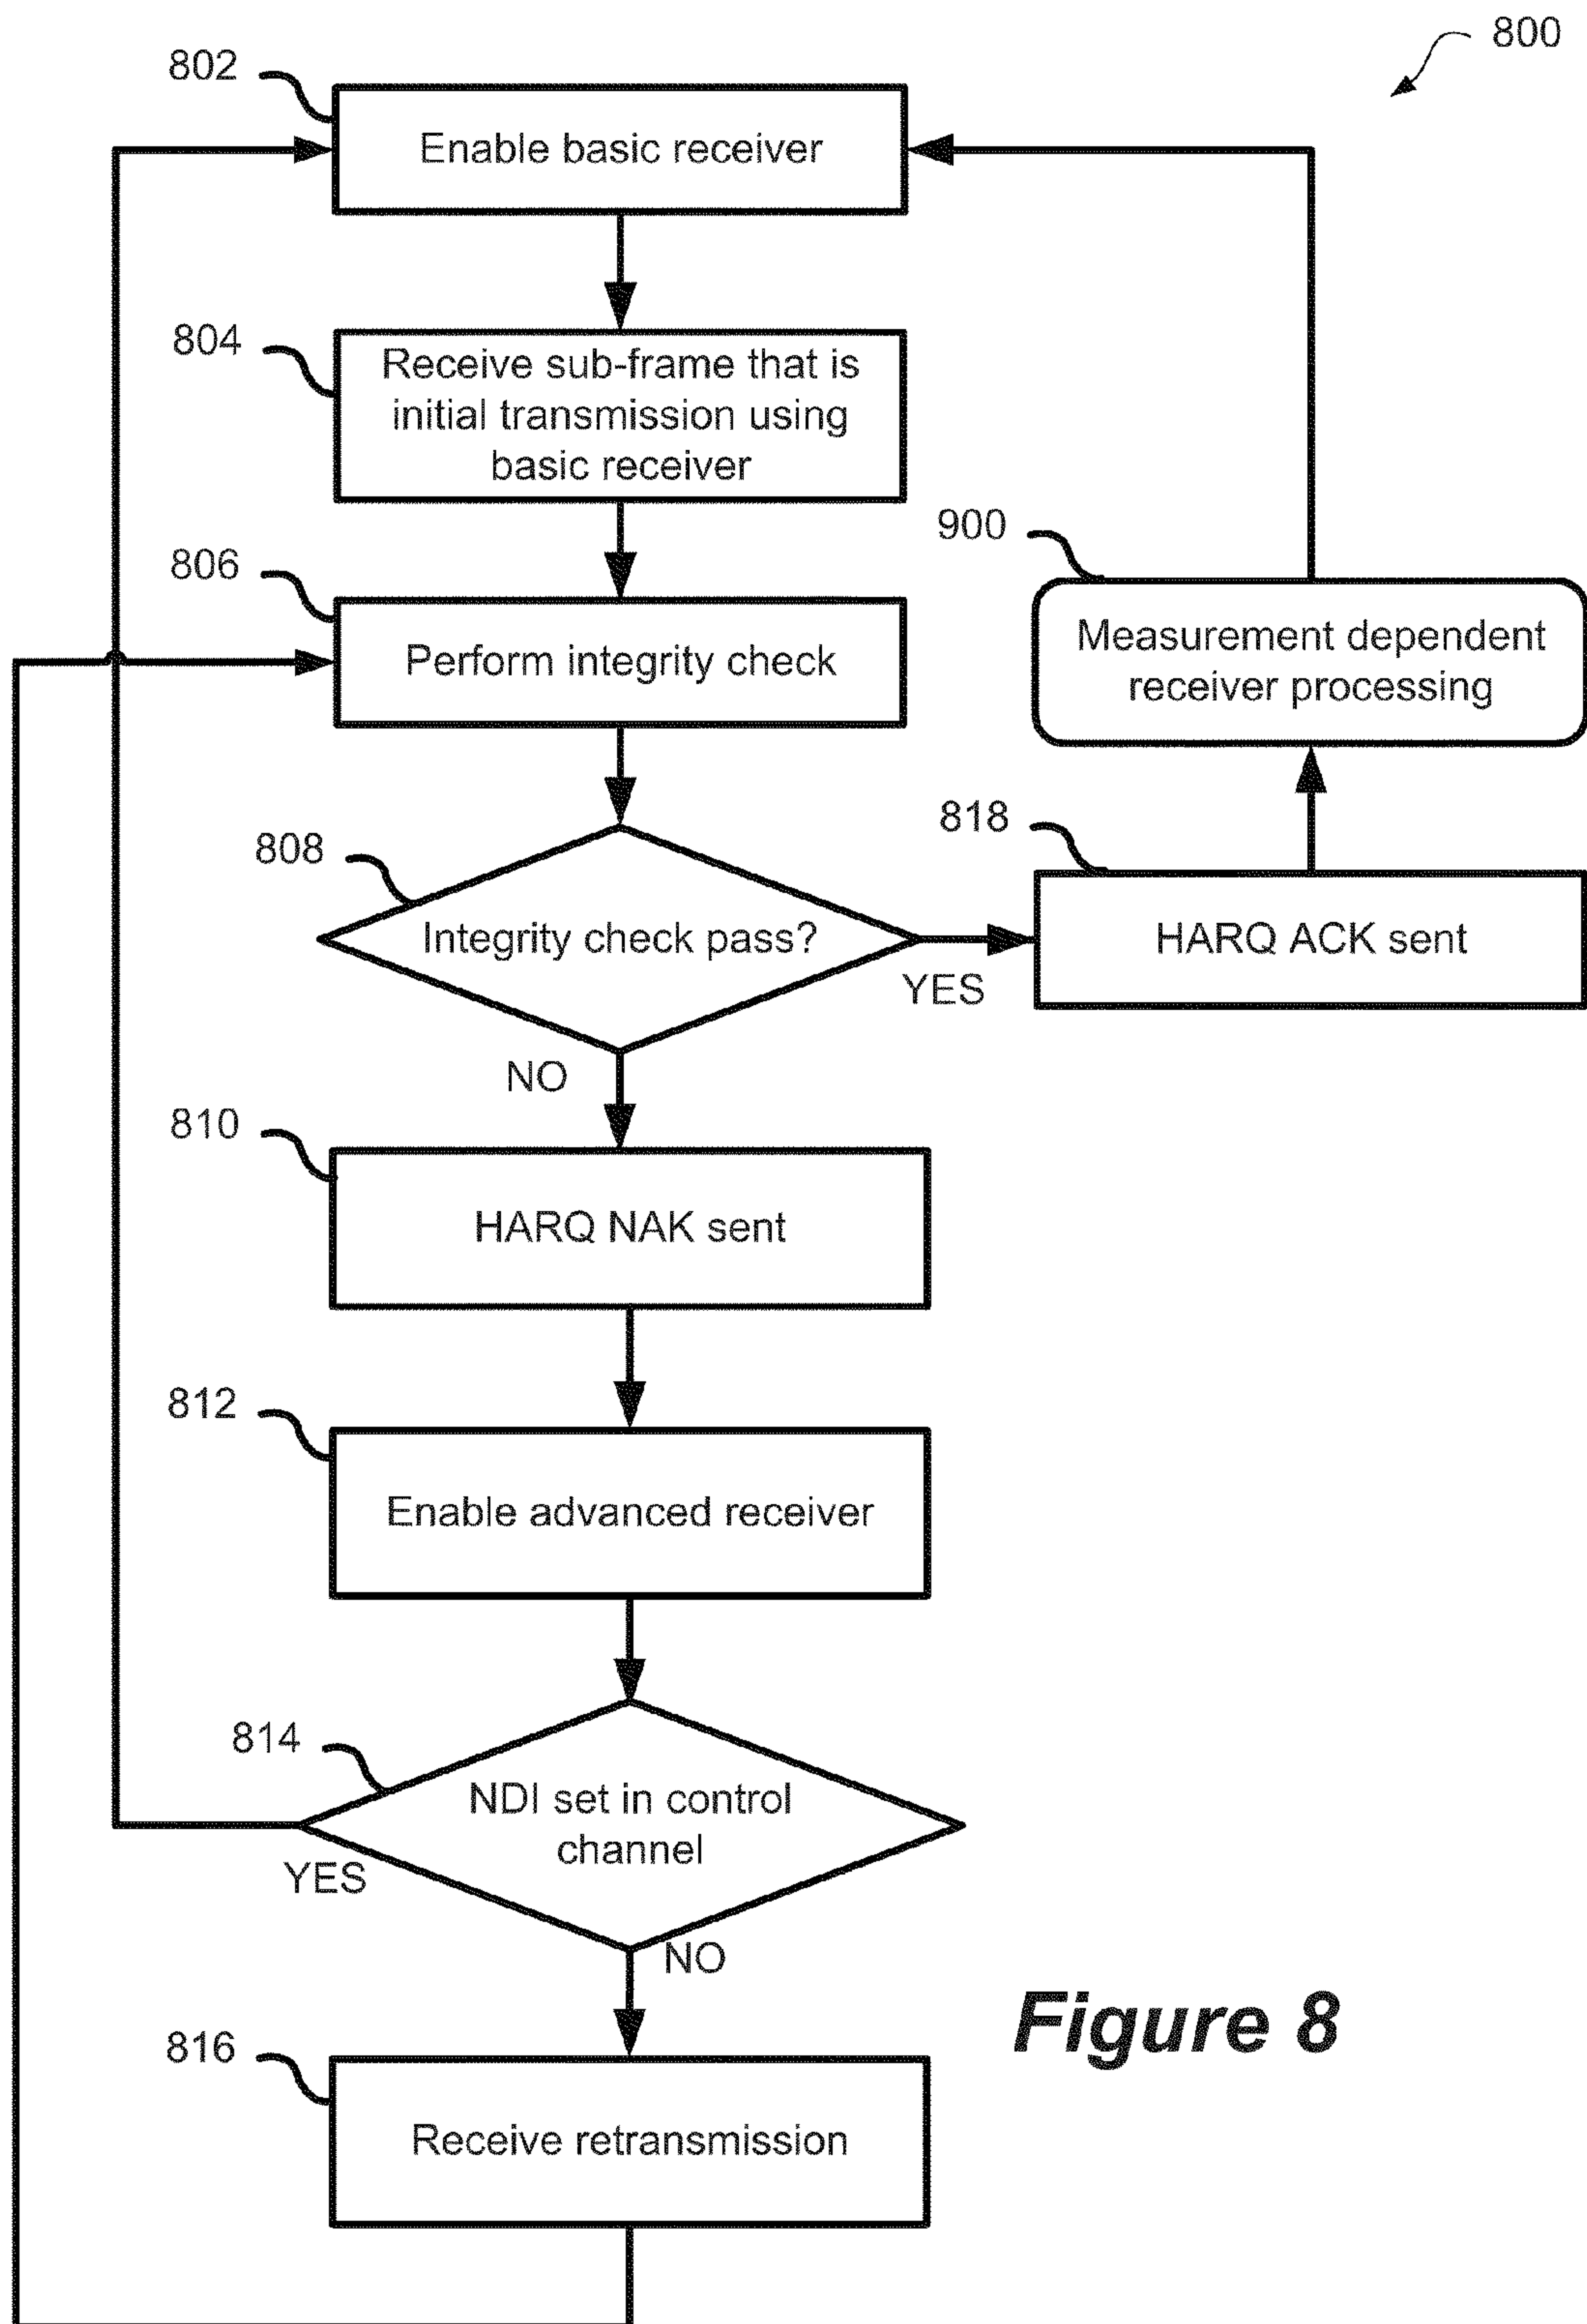 800
802
Enable basic receiver
804
Receive sub-frame that is
initial transmission using
basic receiver
900
Measurement dependent
receiver processing
806
Perform integrity check
818
HARQ ACK sent
808
Integrity check pass?
YES
NO
810
HARQ NAK sent
812
Enable advanced receiver
814
NDI set in control
channel
YES
NO
816
Receive retransmission
Figure 8